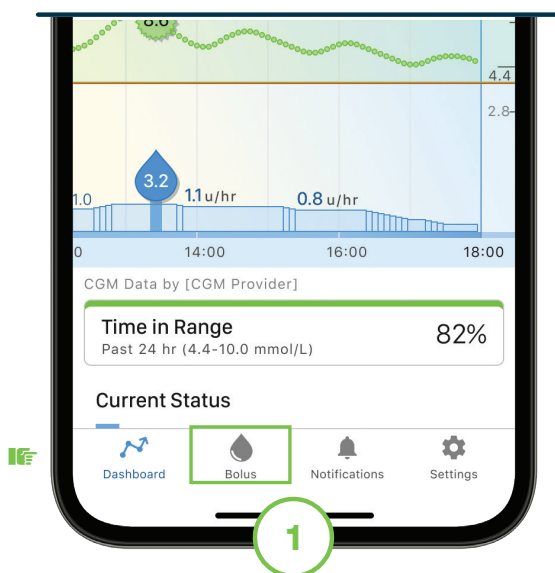 8.6
4.4
2.8
3.2
1.0
1.1 u/hr
0.8 u/hr
0
14:00
16:00
18:00
CGM Data by [CGM Provider]
Time in Range
82%
Past 24 hr (4.4-10.0 mmol/L)
Current Status
Dashboard
Bolus
Notifications
Settings
1